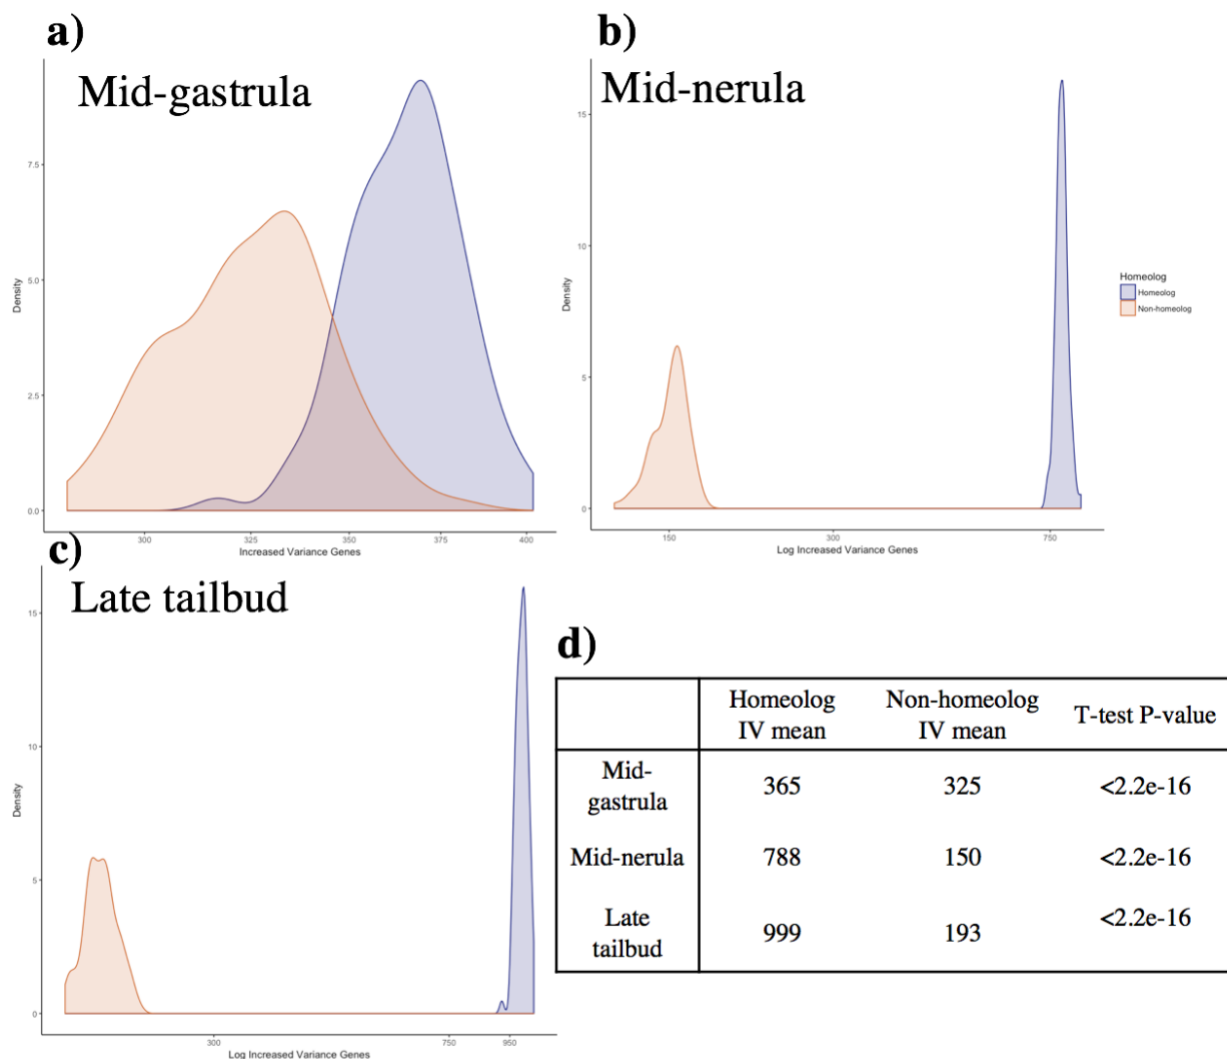 a)
Mid-gastrula
7.5
5.0
2.5
0.0
Density
300 325 350 375 400
Increased Variance Genes
b)
Mid-nerula
15
10
5
0
Density
150 300 750
Log Increased Variance Genes
Homeolog
Homeolog
Non-homeolog
c)
Late tailbud
15
10
5
0
Density
300 750 950
Log Increased Variance Genes
d)
Homeolog Non-homeolog T-test P-value
IV mean IV mean
Mid-
gastrula 365 325 <2.2e-16
Mid-nerula 788 150 <2.2e-16
Late
tailbud 999 193 <2.2e-16